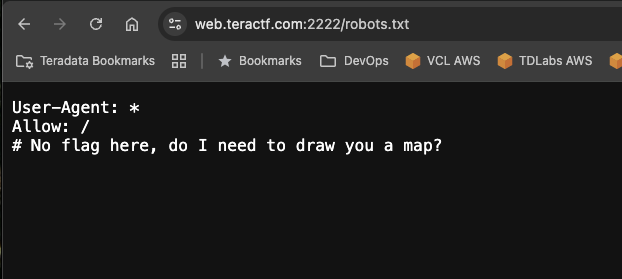 web.teractf.com:2222/robots.txt
Teradata Bookmarks Bookmarks DevOps VCL AWS TDLabs AWS
User-Agent: *
Allow: /
# No flag here, do I need to draw you a map?